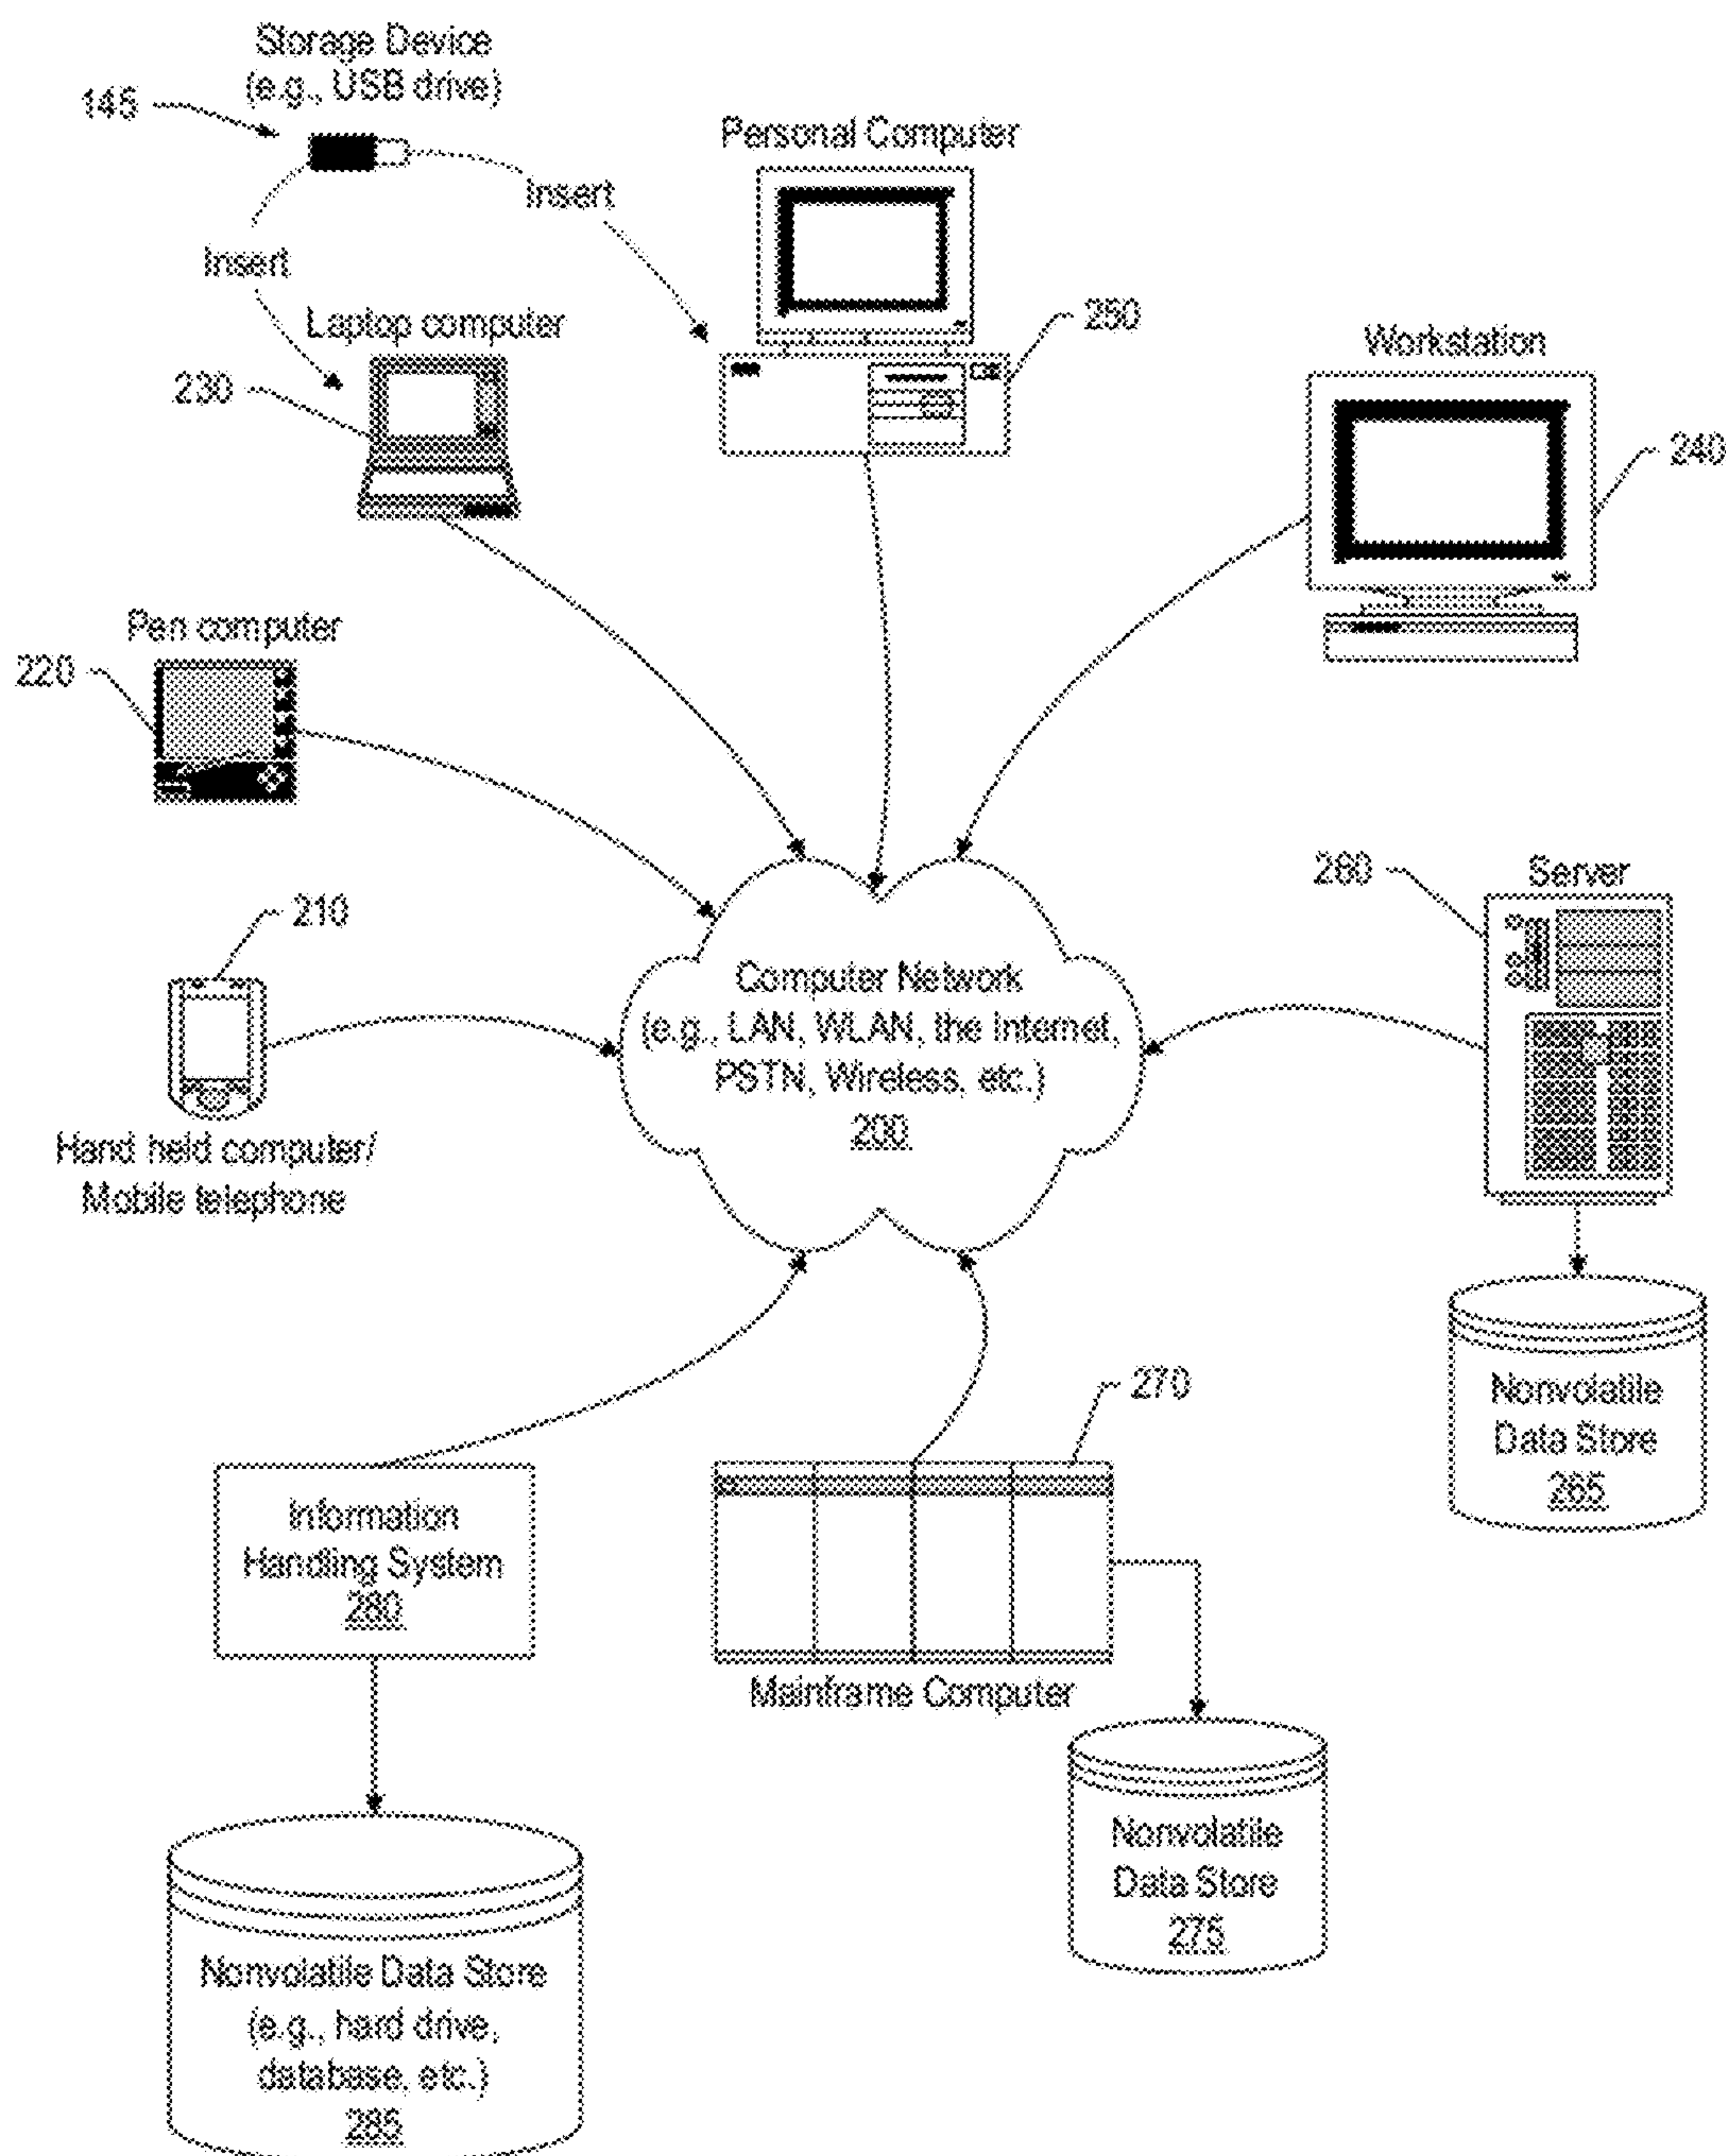 Storage Device
(e.g., USB drive)
145
Personal Computer
Insert
Insert
Laptop computer
250
230
Workstation
240
Pen computer
220
260
Server
210
Computer Network
(e.g., LAN, WLAN, the Internet,
PSTN, Wireless, etc.)
200
Hand held computer/
Mobile telephone
270
Nonvolatile
Data Store
265
Information
Handling System
280
Mainframe Computer
Nonvolatile
Data Store
275
Nonvolatile Data Store
(e.g., hard drive,
database, etc.)
285